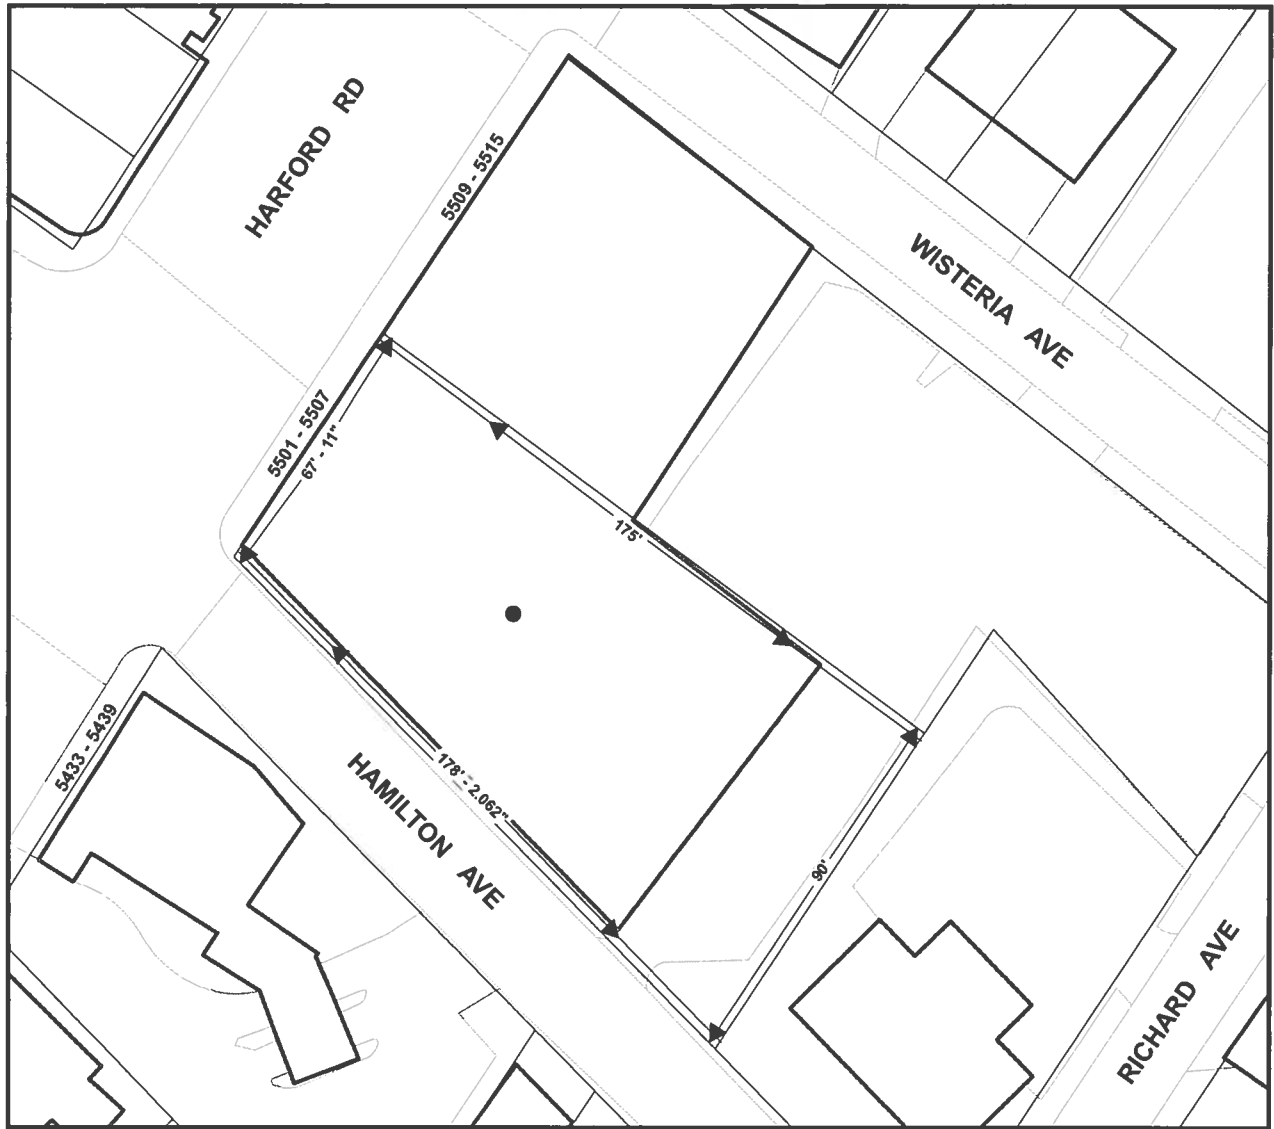 HARFORD RD
5509 - 5515
WISTERIA AVE
5501 - 5507
67' - 11"
175'
5433 - 5439
178' - 2.062"
HAMILTON AVE
90'
RICHARD AVE